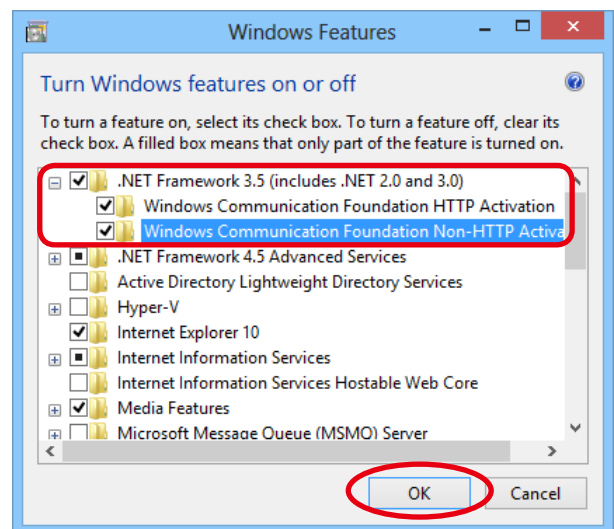 Windows Features
Turn Windows features on or off
To turn a feature on, select its check box. To turn a feature off, clear its
check box. A filled box means that only part of the feature is turned on.
.NET Framework 3.5 (includes .NET 2.0 and 3.0)
Windows Communication Foundation HTTP Activation
Windows Communication Foundation Non-HTTP Activa
.NET Framework 4.5 Advanced Services
Active Directory Lightweight Directory Services
Hyper-V
Internet Explorer 10
Internet Information Services
Internet Information Services Hostable Web Core
Media Features
Microsoft Message Queue (MSMQ) Server
OK
Cancel